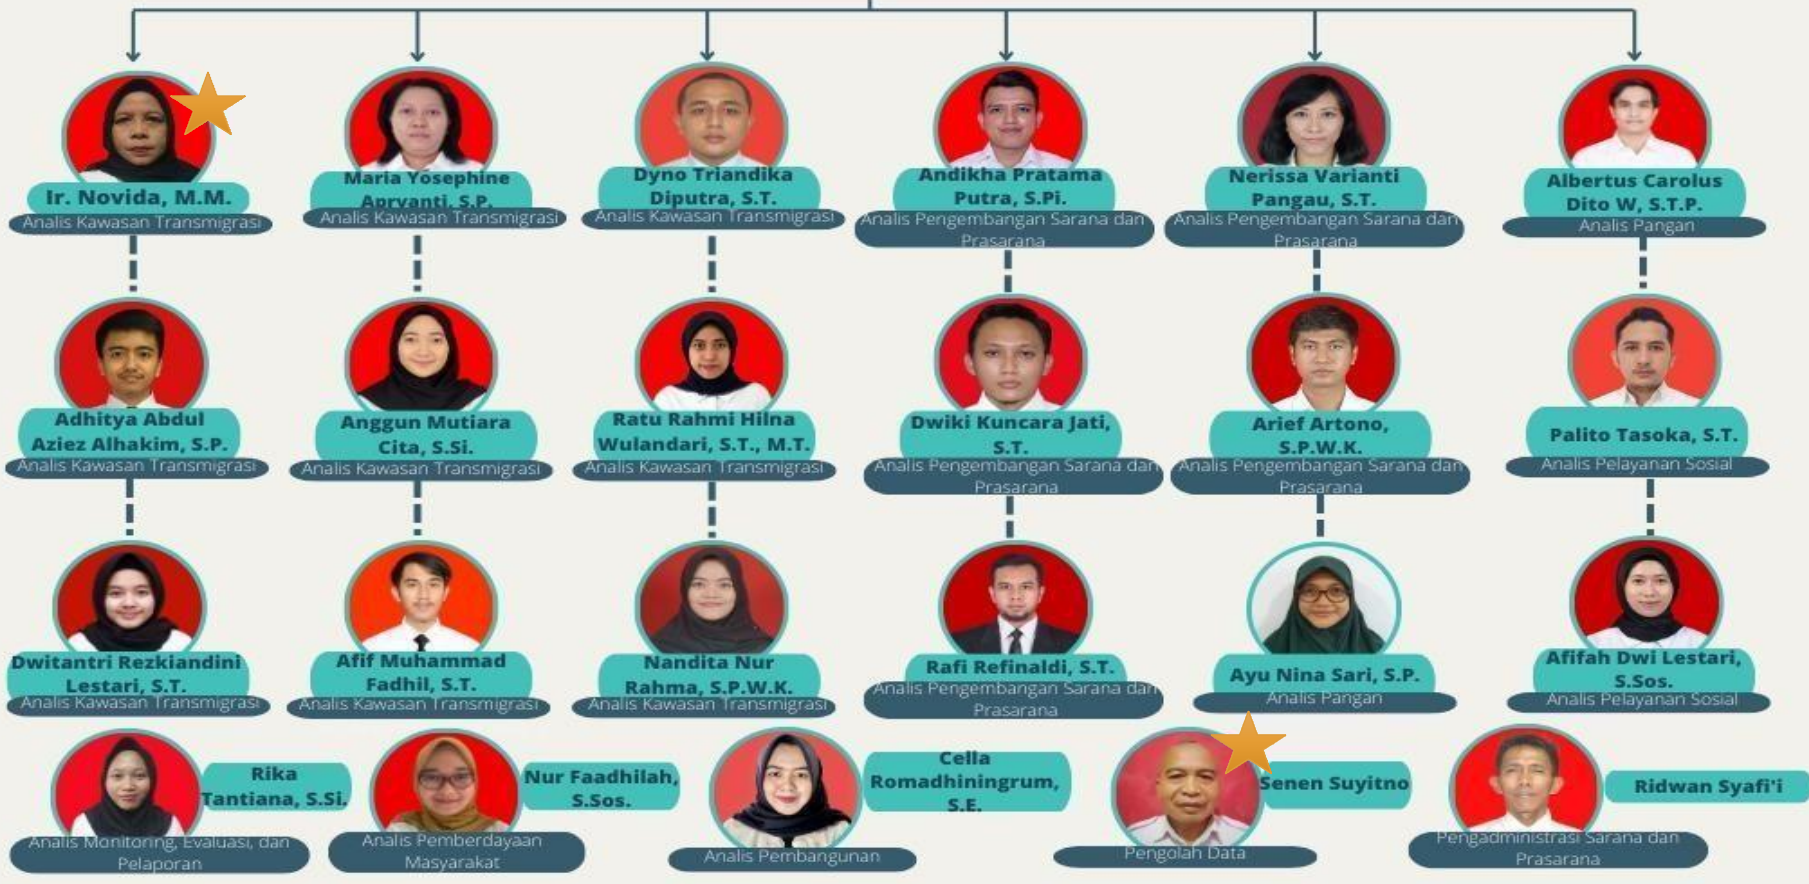 Ir. Novida, M.M.
Analis Kawasan Transmigrasi
Maria Yosephine
Apryanti, S.P.
Analis Kawasan Transmigrasi
Dyno Triandika
Diputra, S.T.
Analis Kawasan Transmigrasi
Andikha Pratama
Putra, S.Pi.
Analis Pengembangan Sarana dan
Prasarana
Nerissa Varianti
Pangau, S.T.
Analis Pengembangan Sarana dan
Prasarana
Albertus Carolus
Dito W, S.T.P.
Analis Pangan
Adhitya Abdul
Aziez Alhakim, S.P.
Analis Kawasan Transmigrasi
Anggun Mutiara
Cita, S.Si.
Analis Kawasan Transmigrasi
Ratu Rahmi Hilna
Wulandari, S.T., M.T.
Analis Kawasan Transmigrasi
Dwiki Kuncara Jati,
S.T.
Analis Pengembangan Sarana dan
Prasarana
Arief Artono,
S.P.W.K.
Analis Pengembangan Sarana dan
Prasarana
Palito Tasoka, S.T.
Analis Pelayanan Sosial
Dwitantri Rezkiandini
Lestari, S.T.
Analis Kawasan Transmigrasi
Afif Muhammad
Fadhil, S.T.
Analis Kawasan Transmigrasi
Nandita Nur
Rahma, S.P.W.K.
Analis Kawasan Transmigrasi
Rafi Refinaldi, S.T.
Analis Pengembangan Sarana dan
Prasarana
Ayu Nina Sari, S.P.
Analis Pangan
Afifah Dwi Lestari,
S.Sos.
Analis Pelayanan Sosial
Rika
Tantiana, S.Si.
Analis Monitoring, Evaluasi, dan
Pelaporan
Nur Faadhilah,
S.Sos.
Analis Pemberdayaan
Masyarakat
Cella
Romadhiningrum,
S.E.
Analis Pembangunan
Senen Suyitno
Pengolah Data
Ridwan Syafi'i
Pengadministrasi Sarana dan
Prasarana